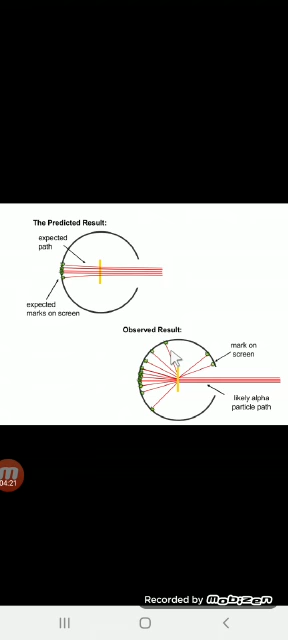 The Predicted Result:
expected
path
expected
marks on screen
Observed Result:
mark on
screen
likely alpha
particle path
04:21
Recorded by mobizen